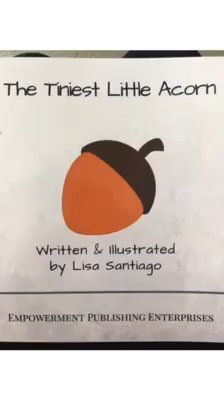 The Tiniest Little Acorn
Written & Illustrated
by Lisa Santiago
EMPOWERMENT PUBLISHING ENTERPRISES